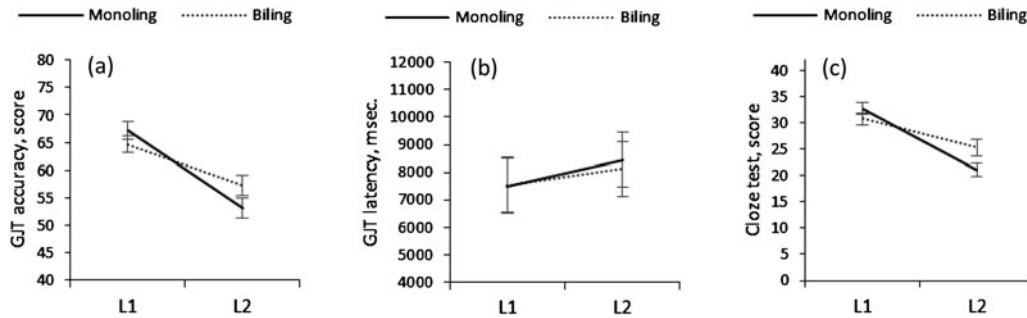 Monoling Biling
(a)
GJT accuracy, score
80
75
70
65
60
55
50
45
40
L1 L2
Monoling Biling
(b)
GJT latency, msec.
12000
11000
10000
9000
8000
7000
6000
5000
4000
L1 L2
Monoling Biling
(c)
Cloze test, score
40
35
30
25
20
15
10
5
0
L1 L2